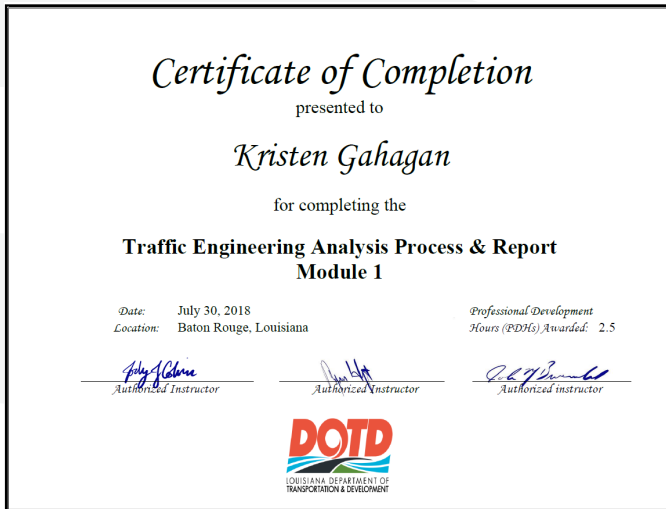 Certificate of Completion
presented to
Kristen Gahagan
for completing the
Traffic Engineering Analysis Process & Report
Module 1
Date: July 30, 2018
Location: Baton Rouge, Louisiana
Professional Development
Hours (PDHs) Awarded: 2.5
Authorized Instructor
Authorized Instructor
Authorized instructor
DOTD
LOUISIANA DEPARTMENT OF
TRANSPORTATION & DEVELOPMENT